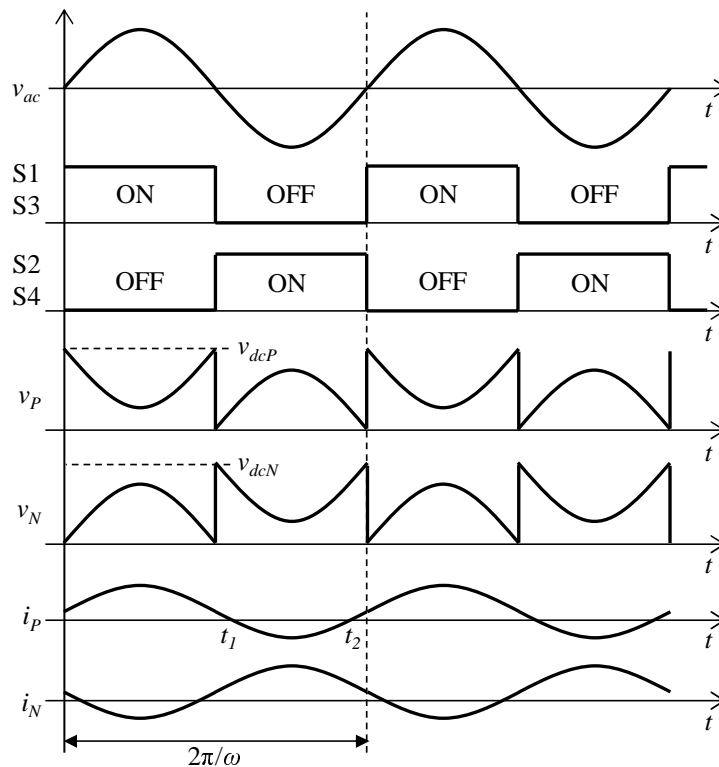 v_ac
t
S1
S3
ON
OFF
ON
OFF
t
S2
S4
OFF
ON
OFF
ON
t
v_dcP
v_P
t
v_dcN
v_N
t
i_P
t_1
t_2
t
i_N
t
2π/ω